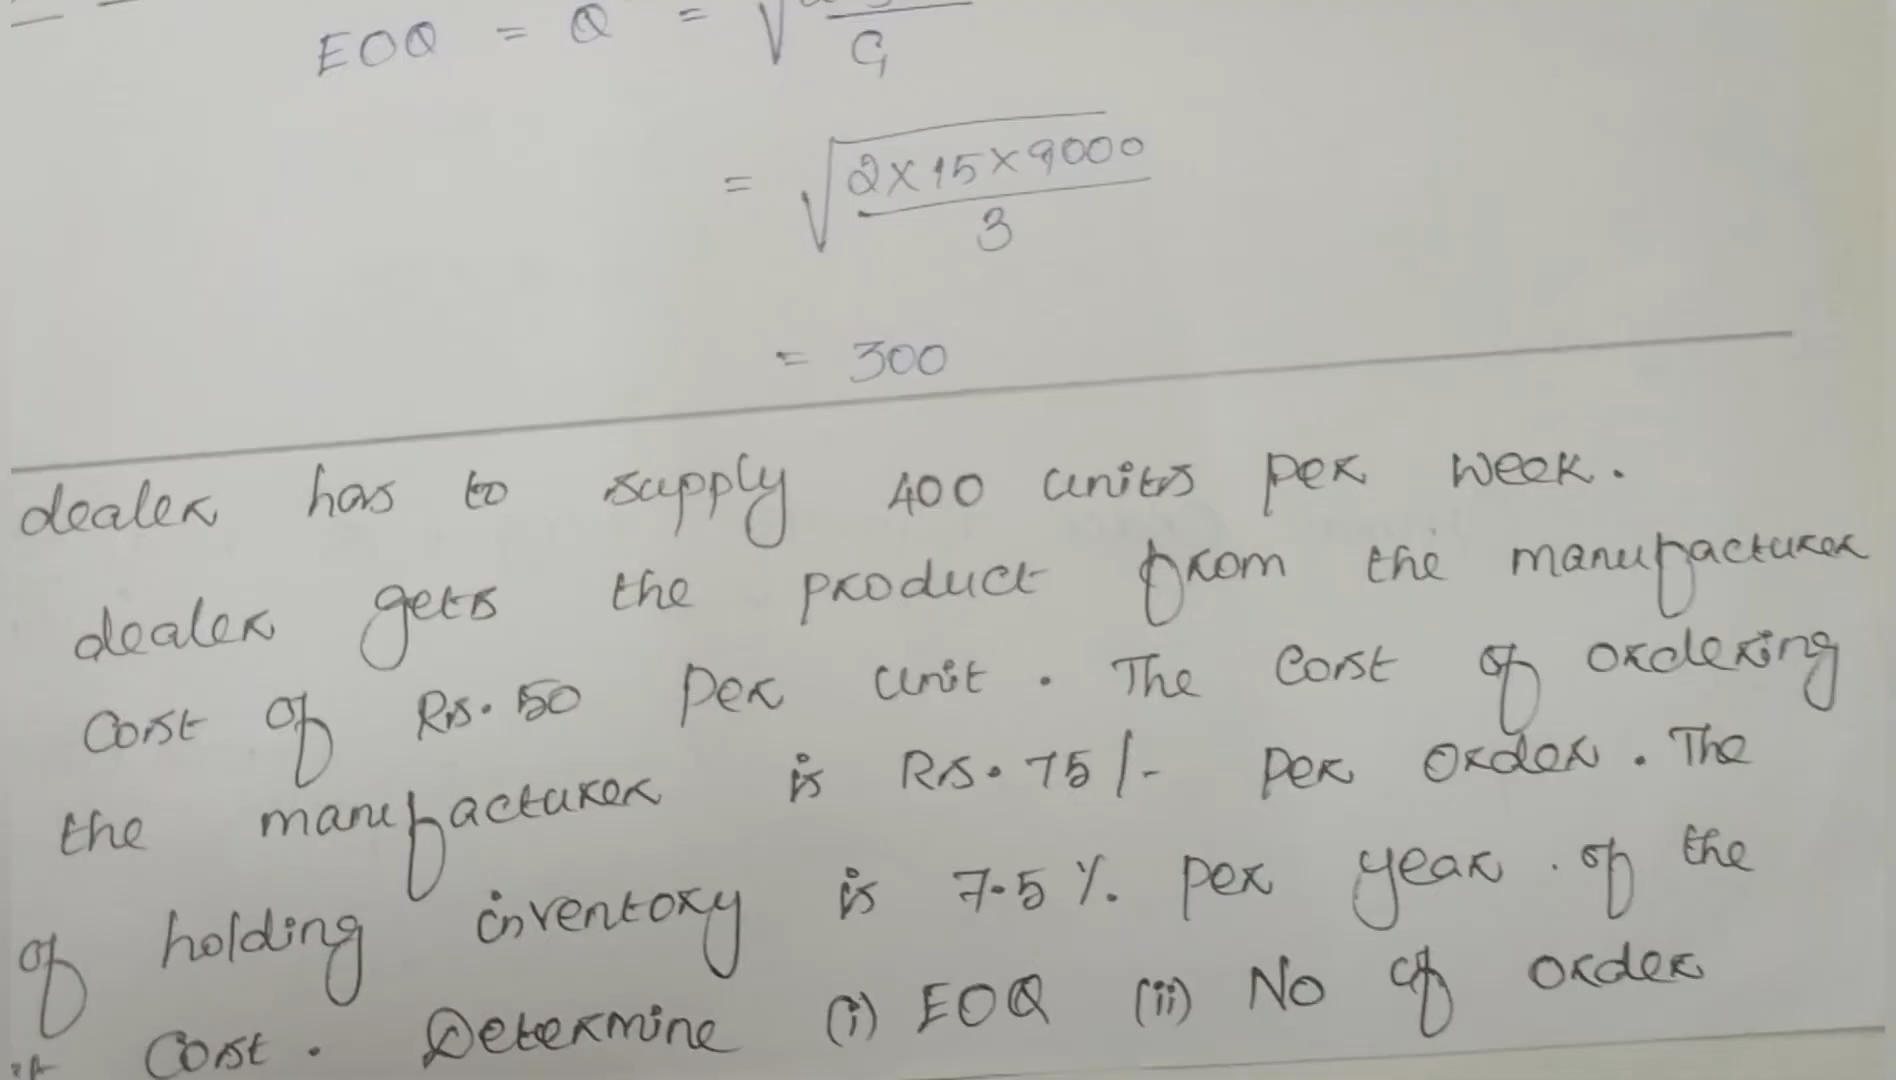 EOQ = Q = √ G
= √ 2 X 15 X 9000 / 3
= 300
dealer has to supply 400 units per week.
dealer gets the product from the manufacturer
cost of Rs. 50 per unit. The cost of ordering
the manufacturer is Rs. 75/- per order. The
of holding inventory is 7.5 % per year. of the
cost. Determine (i) EOQ (ii) No of order